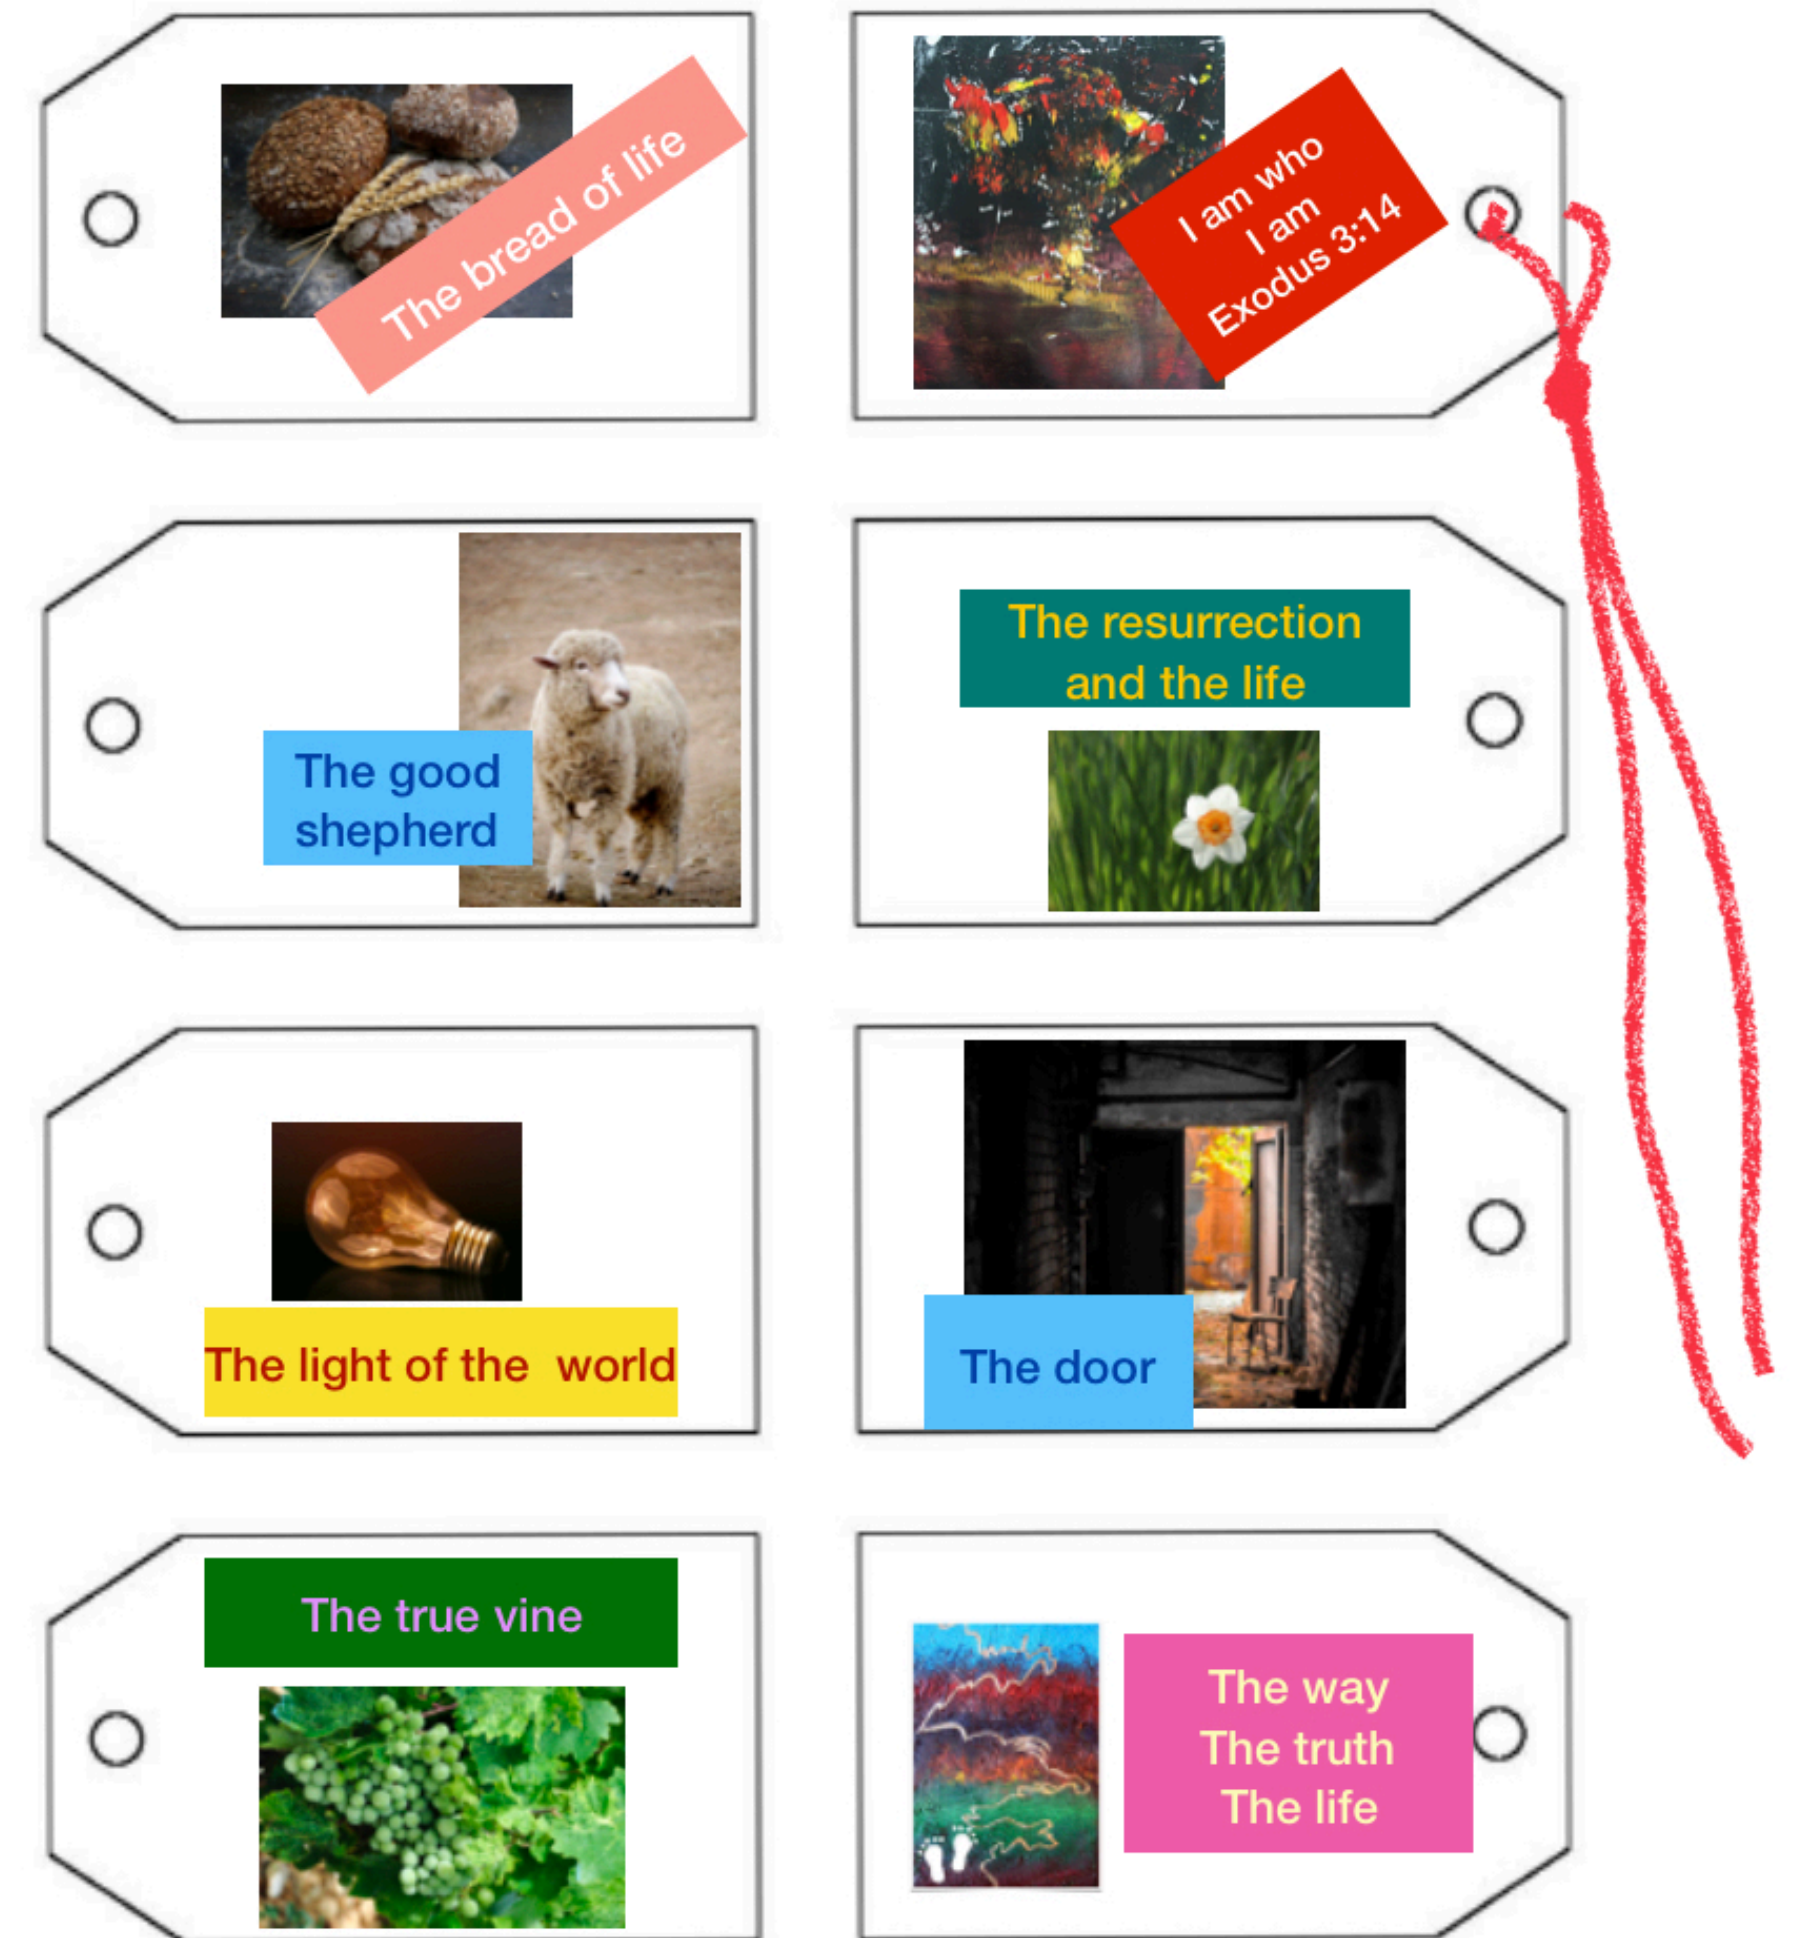 The bread of life
I am who
I am
Exodus 3:14
The good
shepherd
The resurrection
and the life
The light of the  world
The door
The true vine
The way
The truth
The life